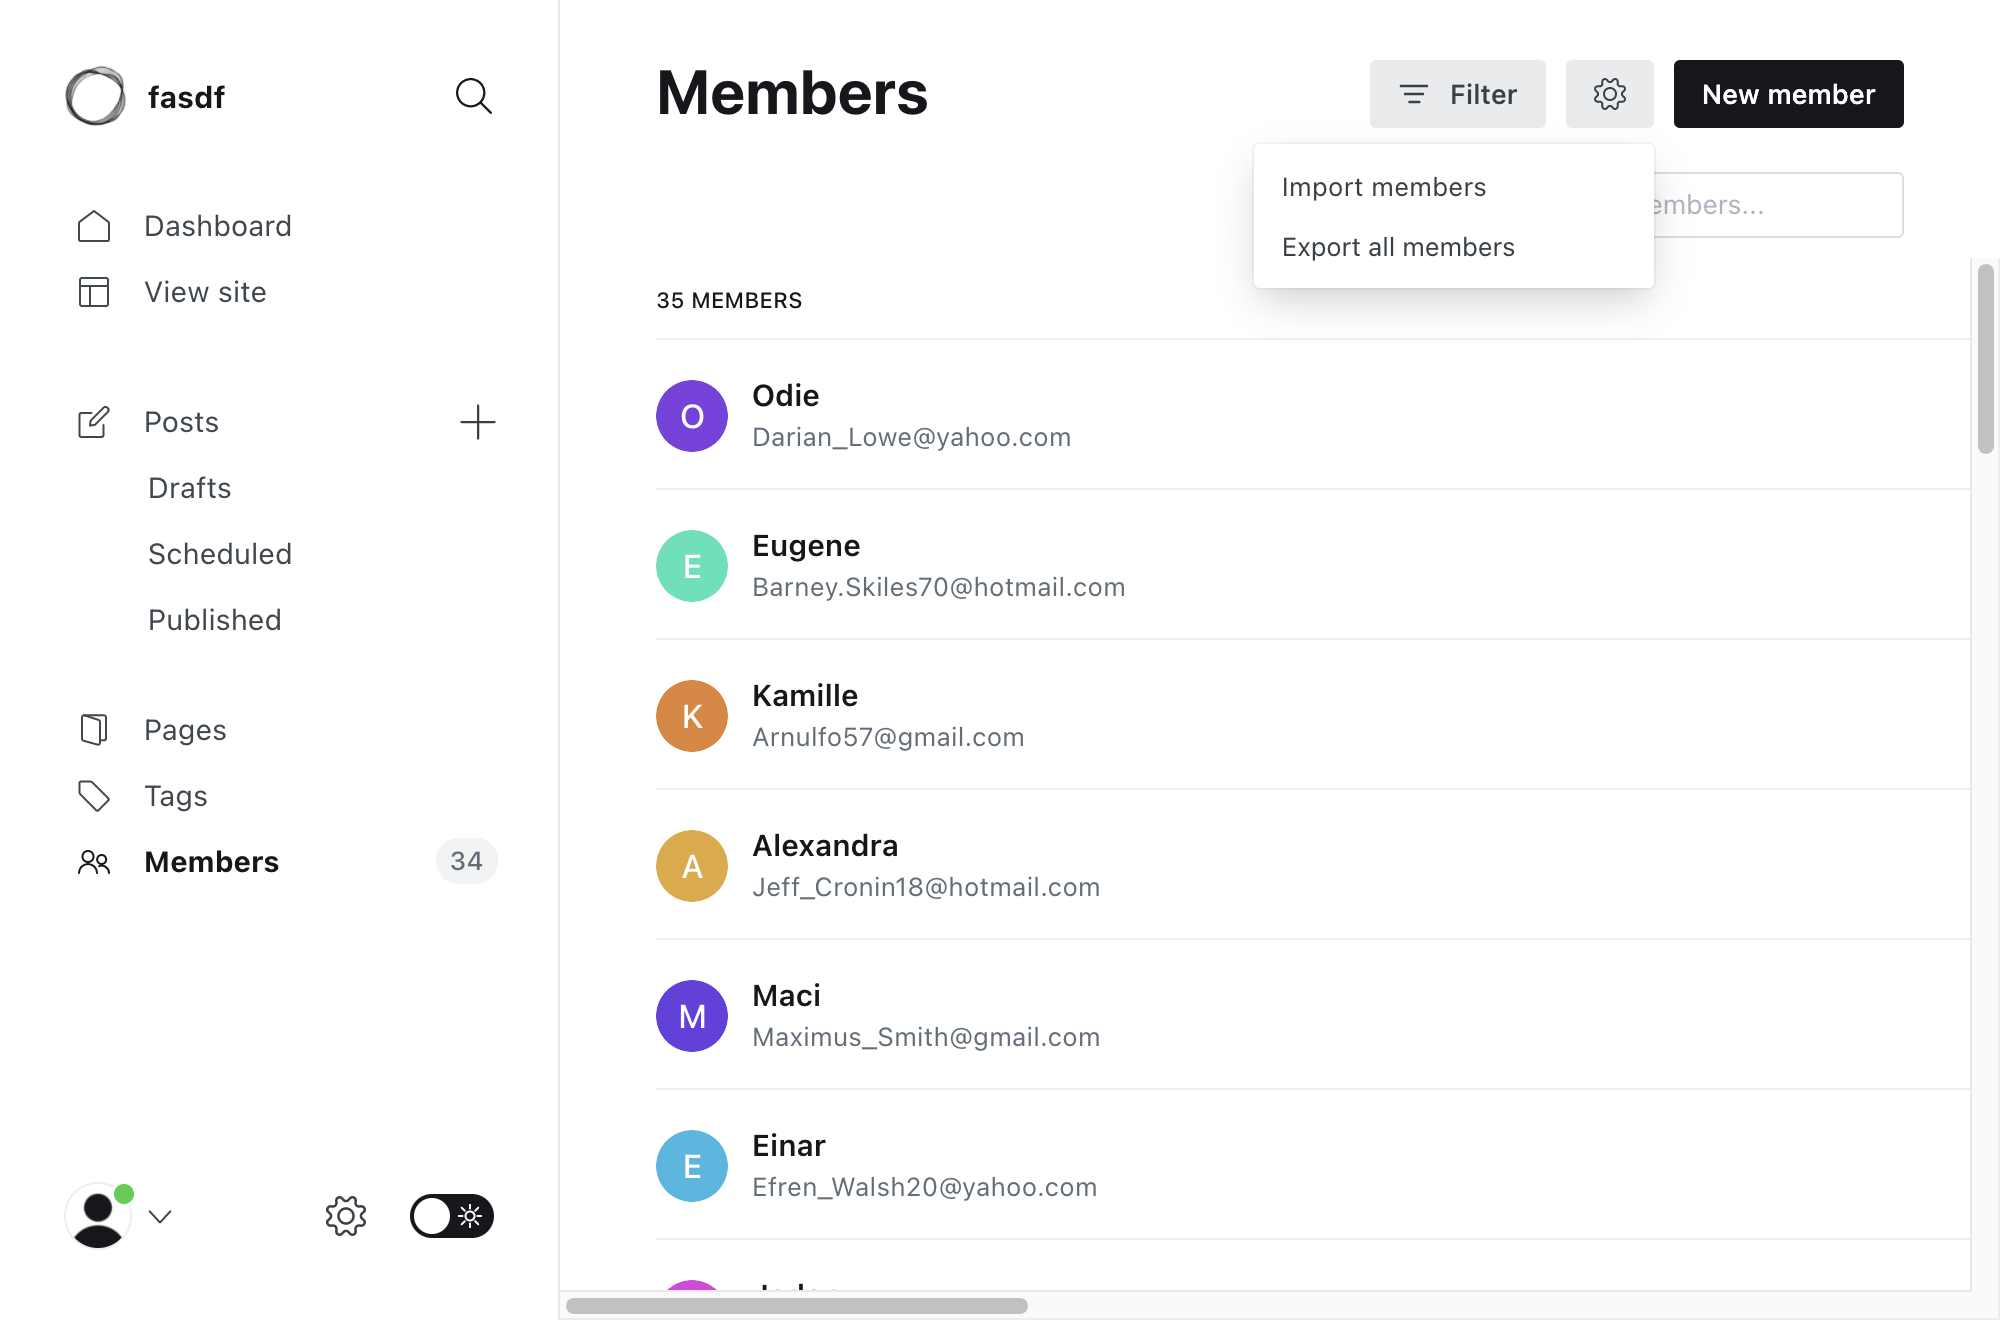 fasdf
Dashboard
View site
Posts
Drafts
Scheduled
Published
Pages
Tags
Members
34
Members
Filter
New member
Import members
Export all members
embers...
35 MEMBERS
O
Odie
Darian_Lowe@yahoo.com
E
Eugene
Barney.Skiles70@hotmail.com
K
Kamille
Arnulfo57@gmail.com
A
Alexandra
Jeff_Cronin18@hotmail.com
M
Maci
Maximus_Smith@gmail.com
E
Einar
Efren_Walsh20@yahoo.com